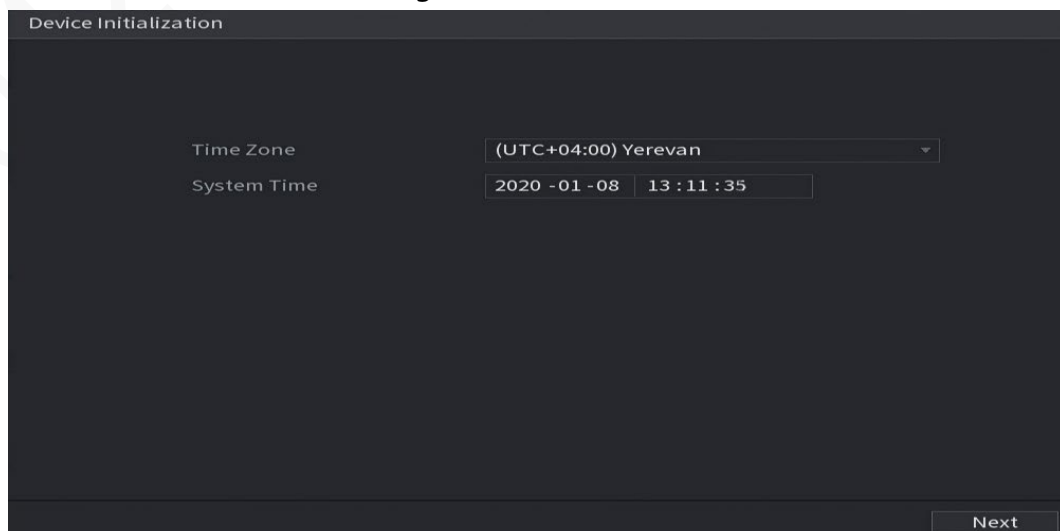 Device Initialization
Time Zone (UTC+04:00) Yerevan
System Time 2020 -01 -08 13 : 11 : 35
Next